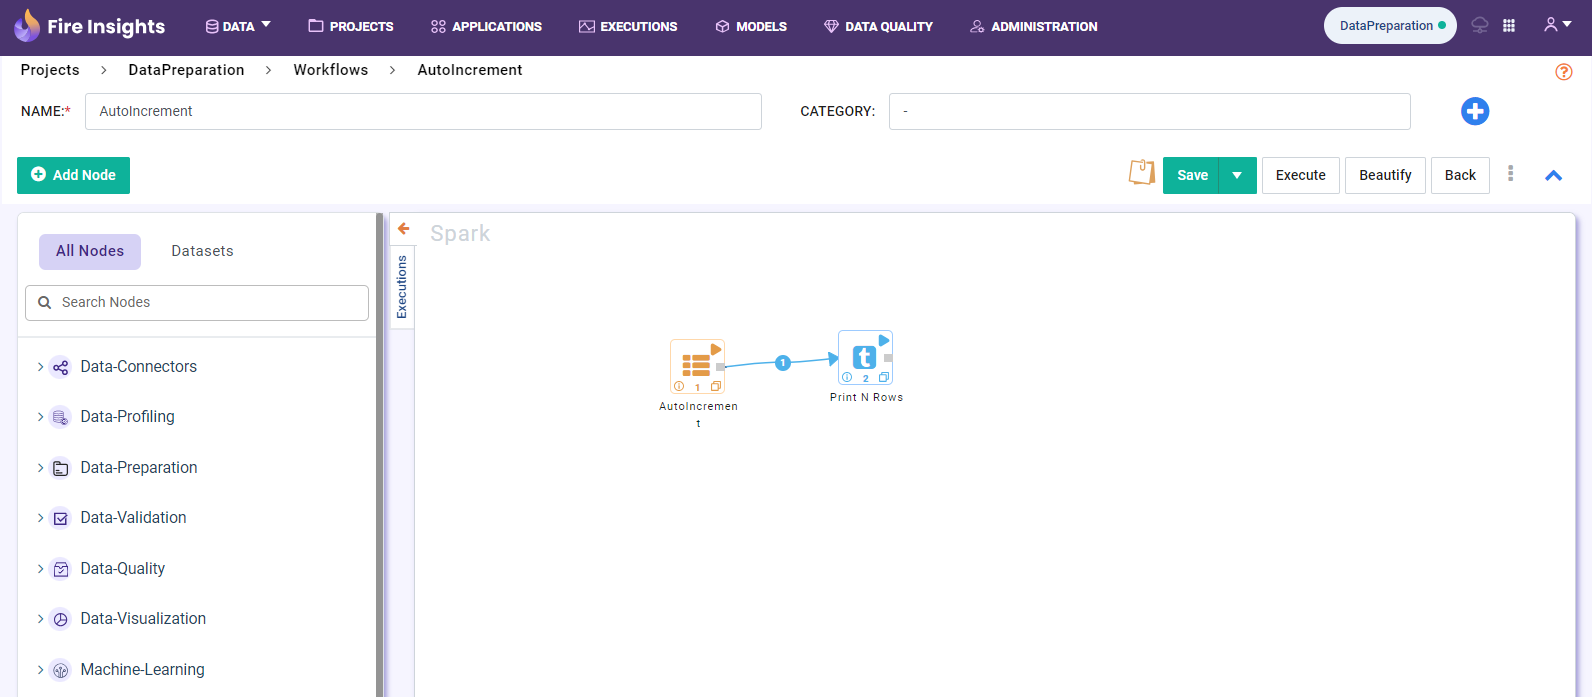 Fire Insights DATA PROJECTS APPLICATIONS EXECUTIONS MODELS DATA QUALITY ADMINISTRATION DataPreparation
Projects > DataPreparation > Workflows > AutoIncrement
NAME:* AutoIncrement CATEGORY: -
Add Node Save Execute Beautify Back
All Nodes Datasets
Search Nodes
Data-Connectors
Data-Profiling
Data-Preparation
Data-Validation
Data-Quality
Data-Visualization
Machine-Learning
Executions
Spark
1
AutoIncremen
t
1
t
2
Print N Rows